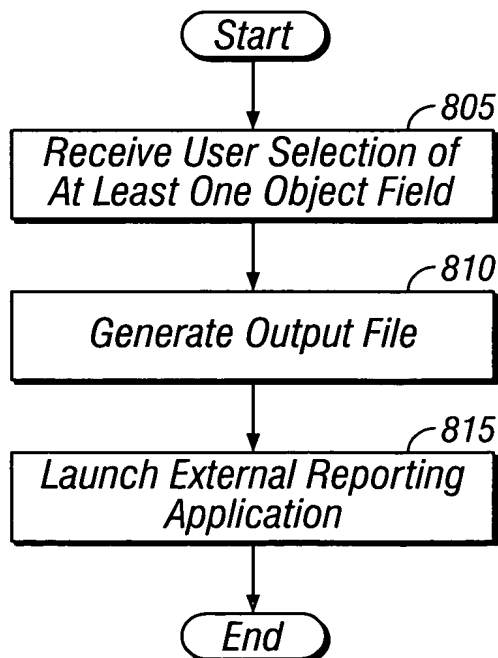 Start
805
Receive User Selection of
At Least One Object Field
810
Generate Output File
815
Launch External Reporting
Application
End